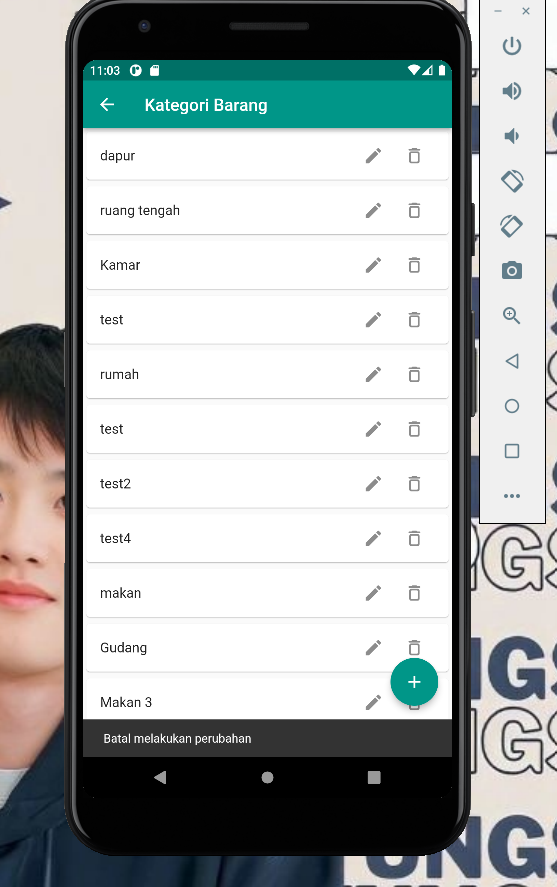 11:03
Kategori Barang
dapur
ruang tengah
Kamar
test
rumah
test
test2
test4
makan
Gudang
Makan 3
Batal melakukan perubahan